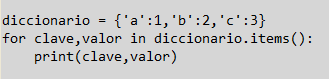 diccionario = {'a':1,'b':2,'c':3}
for clave,valor in diccionario.items():
    print(clave,valor)